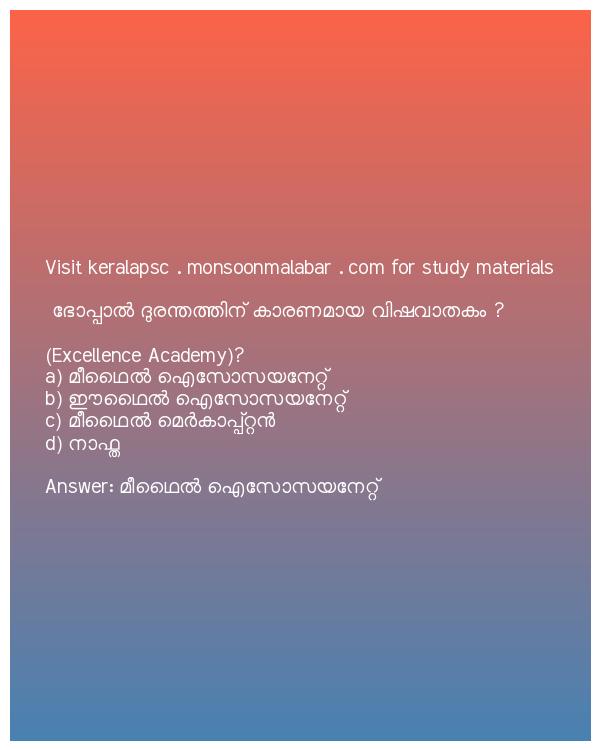 Visit keralapsc . monsoonmalabar . com for study materials
ഭോപ്പാൽ ദുരന്തത്തിന് കാരണമായ വിഷവാതകം ?
(Excellence Academy)?
a) മീഥൈൽ ഐസോസയനേറ്റ്
b) ഈഥൈൽ ഐസോസയനേറ്റ്
c) മീഥൈൽ മെർകാപ്പ്റ്റൻ
d) നാഫ്ത
Answer: മീഥൈൽ ഐസോസയനേറ്റ്